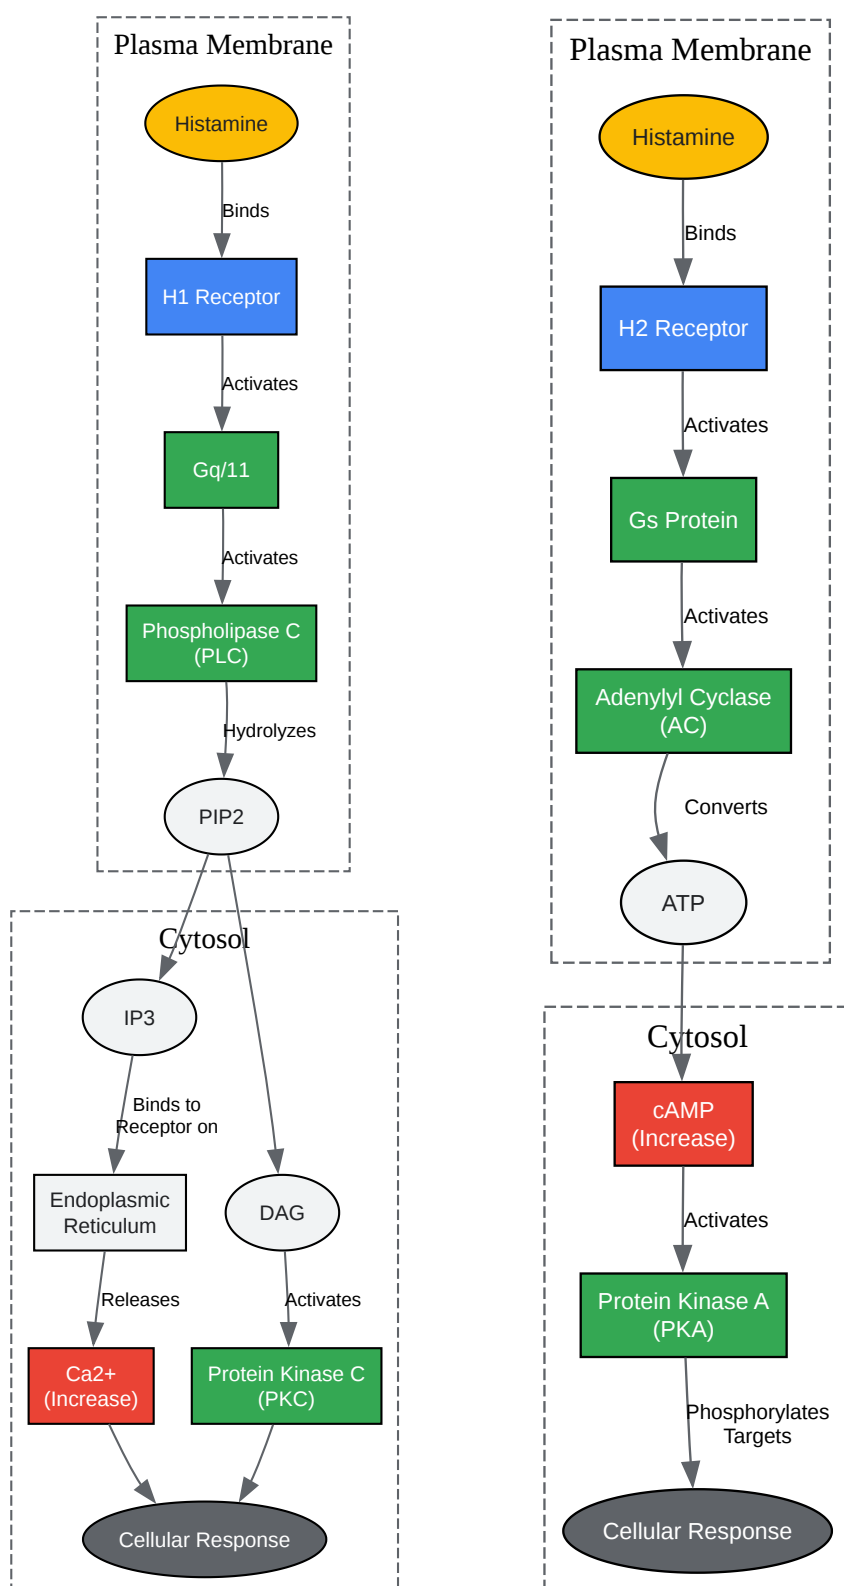 Plasma Membrane
Histamine
Binds
H1 Receptor
Activates
Gq/11
Activates
Phospholipase C
(PLC)
Hydrolyzes
PIP2
Cytosol
IP3
Binds to
Receptor on
Endoplasmic
Reticulum
DAG
Releases
Activates
Ca2+
(Increase)
Protein Kinase C
(PKC)
Cellular Response
Plasma Membrane
Histamine
Binds
H2 Receptor
Activates
Gs Protein
Activates
Adenylyl Cyclase
(AC)
Converts
ATP
Cytosol
cAMP
(Increase)
Activates
Protein Kinase A
(PKA)
Phosphorylates
Targets
Cellular Response